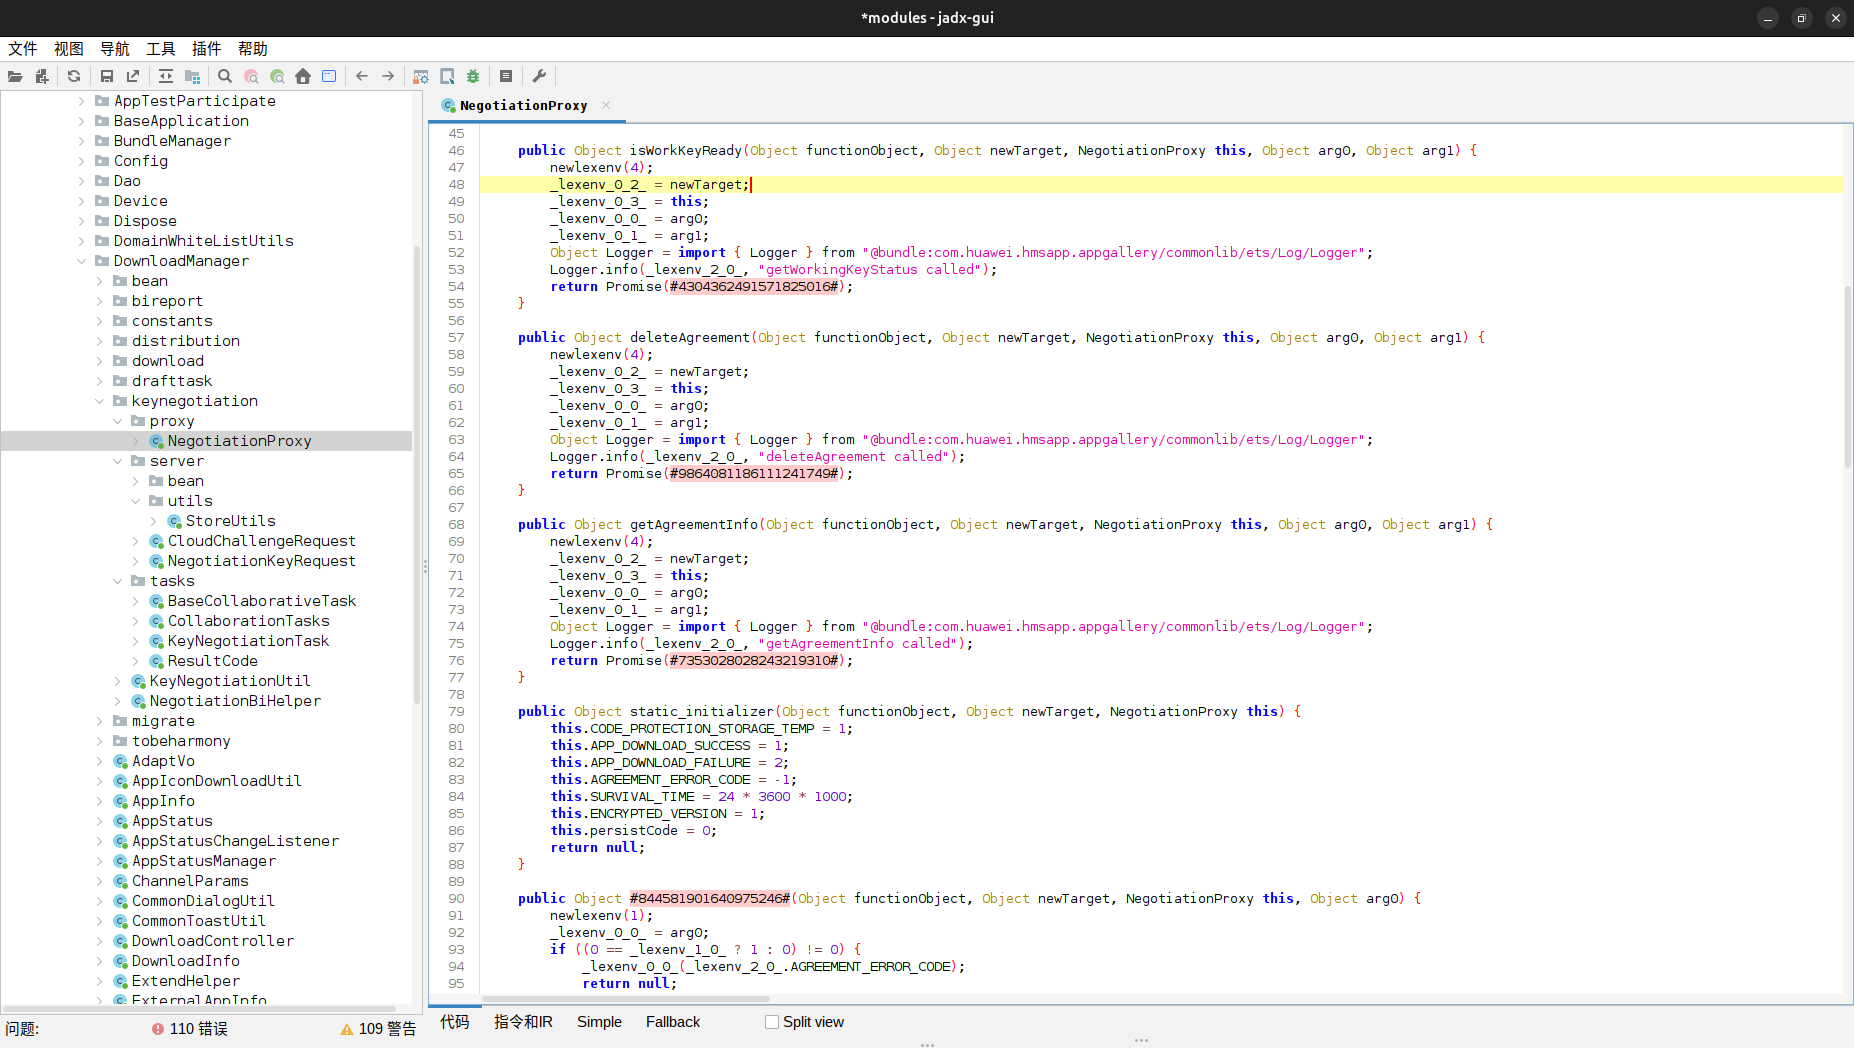 *modules - jadx-gui
文件 视图 导航 工具 插件 帮助
AppTestParticipate
BaseApplication
BundleManager
Config
Dao
Device
Dispose
DomainWhiteListUtils
DownloadManager
bean
bireport
constants
distribution
download
drafttask
keynegotiation
proxy
NegotiationProxy
server
bean
utils
StoreUtils
CloudChallengeRequest
NegotiationKeyRequest
tasks
BaseCollaborativeTask
CollaborationTasks
KeyNegotiationTask
ResultCode
KeyNegotiationUtil
NegotiationBiHelper
migrate
tobeharmony
AdaptVo
AppIconDownloadUtil
AppInfo
AppStatus
AppStatusChangeListener
AppStatusManager
ChannelParams
CommonDialogUtil
CommonToastUtil
DownloadController
DownloadInfo
ExtendHelper
ExternalAppInfo
问题: 110 错误 109 警告
NegotiationProxy
45
46 public Object isWorkKeyReady(Object functionObject, Object newTarget, NegotiationProxy this, Object arg0, Object arg1) {
47 newlexenv(4);
48 _lexenv_0_2_ = newTarget;
49 _lexenv_0_3_ = this;
50 _lexenv_0_0_ = arg0;
51 _lexenv_0_1_ = arg1;
52 Object Logger = import { Logger } from "@bundle:com.huawei.hmsapp.appgallery/commonlib/ets/Log/Logger";
53 Logger.info(_lexenv_2_0_, "getWorkingKeyStatus called");
54 return Promise(#4304362491571825016#);
55 }
56
57 public Object deleteAgreement(Object functionObject, Object newTarget, NegotiationProxy this, Object arg0, Object arg1) {
58 newlexenv(4);
59 _lexenv_0_2_ = newTarget;
60 _lexenv_0_3_ = this;
61 _lexenv_0_0_ = arg0;
62 _lexenv_0_1_ = arg1;
63 Object Logger = import { Logger } from "@bundle:com.huawei.hmsapp.appgallery/commonlib/ets/Log/Logger";
64 Logger.info(_lexenv_2_0_, "deleteAgreement called");
65 return Promise(#9864081186111241749#);
66 }
67
68 public Object getAgreementInfo(Object functionObject, Object newTarget, NegotiationProxy this, Object arg0, Object arg1) {
69 newlexenv(4);
70 _lexenv_0_2_ = newTarget;
71 _lexenv_0_3_ = this;
72 _lexenv_0_0_ = arg0;
73 _lexenv_0_1_ = arg1;
74 Object Logger = import { Logger } from "@bundle:com.huawei.hmsapp.appgallery/commonlib/ets/Log/Logger";
75 Logger.info(_lexenv_2_0_, "getAgreementInfo called");
76 return Promise(#7353028028243219310#);
77 }
78
79 public Object static_initializer(Object functionObject, Object newTarget, NegotiationProxy this) {
80 this.CODE_PROTECTION_STORAGE_TEMP = 1;
81 this.APP_DOWNLOAD_SUCCESS = 1;
82 this.APP_DOWNLOAD_FAILURE = 2;
83 this.AGREEMENT_ERROR_CODE = -1;
84 this.SURVIVAL_TIME = 24 * 3600 * 1000;
85 this.ENCRYPTED_VERSION = 1;
86 this.persistCode = 0;
87 return null;
88 }
89
90 public Object #8445819016409752​46#(Object functionObject, Object newTarget, NegotiationProxy this, Object arg0) {
91 newlexenv(1);
92 _lexenv_0_0_ = arg0;
93 if ((0 == _lexenv_1_0_ ? 1 : 0) != 0) {
94 _lexenv_0_0_(_lexenv_2_0_.AGREEMENT_ERROR_CODE);
95 return null;
代码 指令和IR Simple Fallback Split view